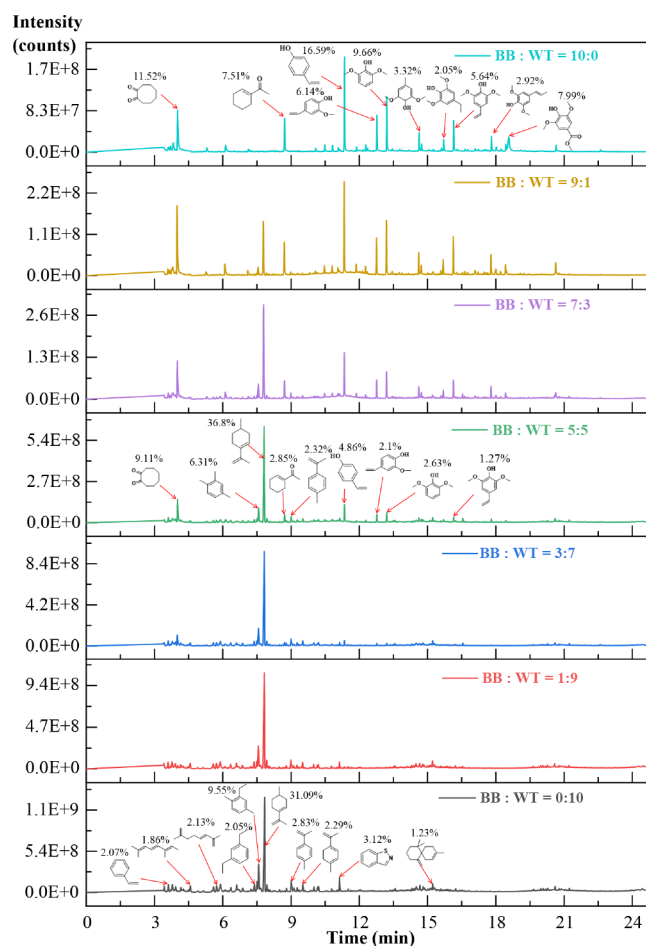 Intensity
(counts)
BB : WT = 10:0
1.7E+8
8.3E+7
0.0E+0
11.52%
7.51%
16.59%
6.14%
9.66%
3.32%
2.05%
5.64%
2.92%
7.99%
HO
O
OH
BB : WT = 9:1
2.2E+8
1.1E+8
0.0E+0
BB : WT = 7:3
2.6E+8
1.3E+8
0.0E+0
BB : WT = 5:5
5.4E+8
2.7E+8
0.0E+0
9.11%
6.31%
36.8%
2.85%
2.32%
4.86%
2.1%
2.63%
1.27%
HO
O
OH
BB : WT = 3:7
8.4E+8
4.2E+8
0.0E+0
BB : WT = 1:9
9.4E+8
4.7E+8
0.0E+0
BB : WT = 0:10
1.1E+9
5.4E+8
0.0E+0
2.07%
1.86%
2.13%
9.55%
2.05%
31.09%
2.83%
2.29%
3.12%
1.23%
S
N
0 3 6 9 12 15 18 21 24
Time (min)